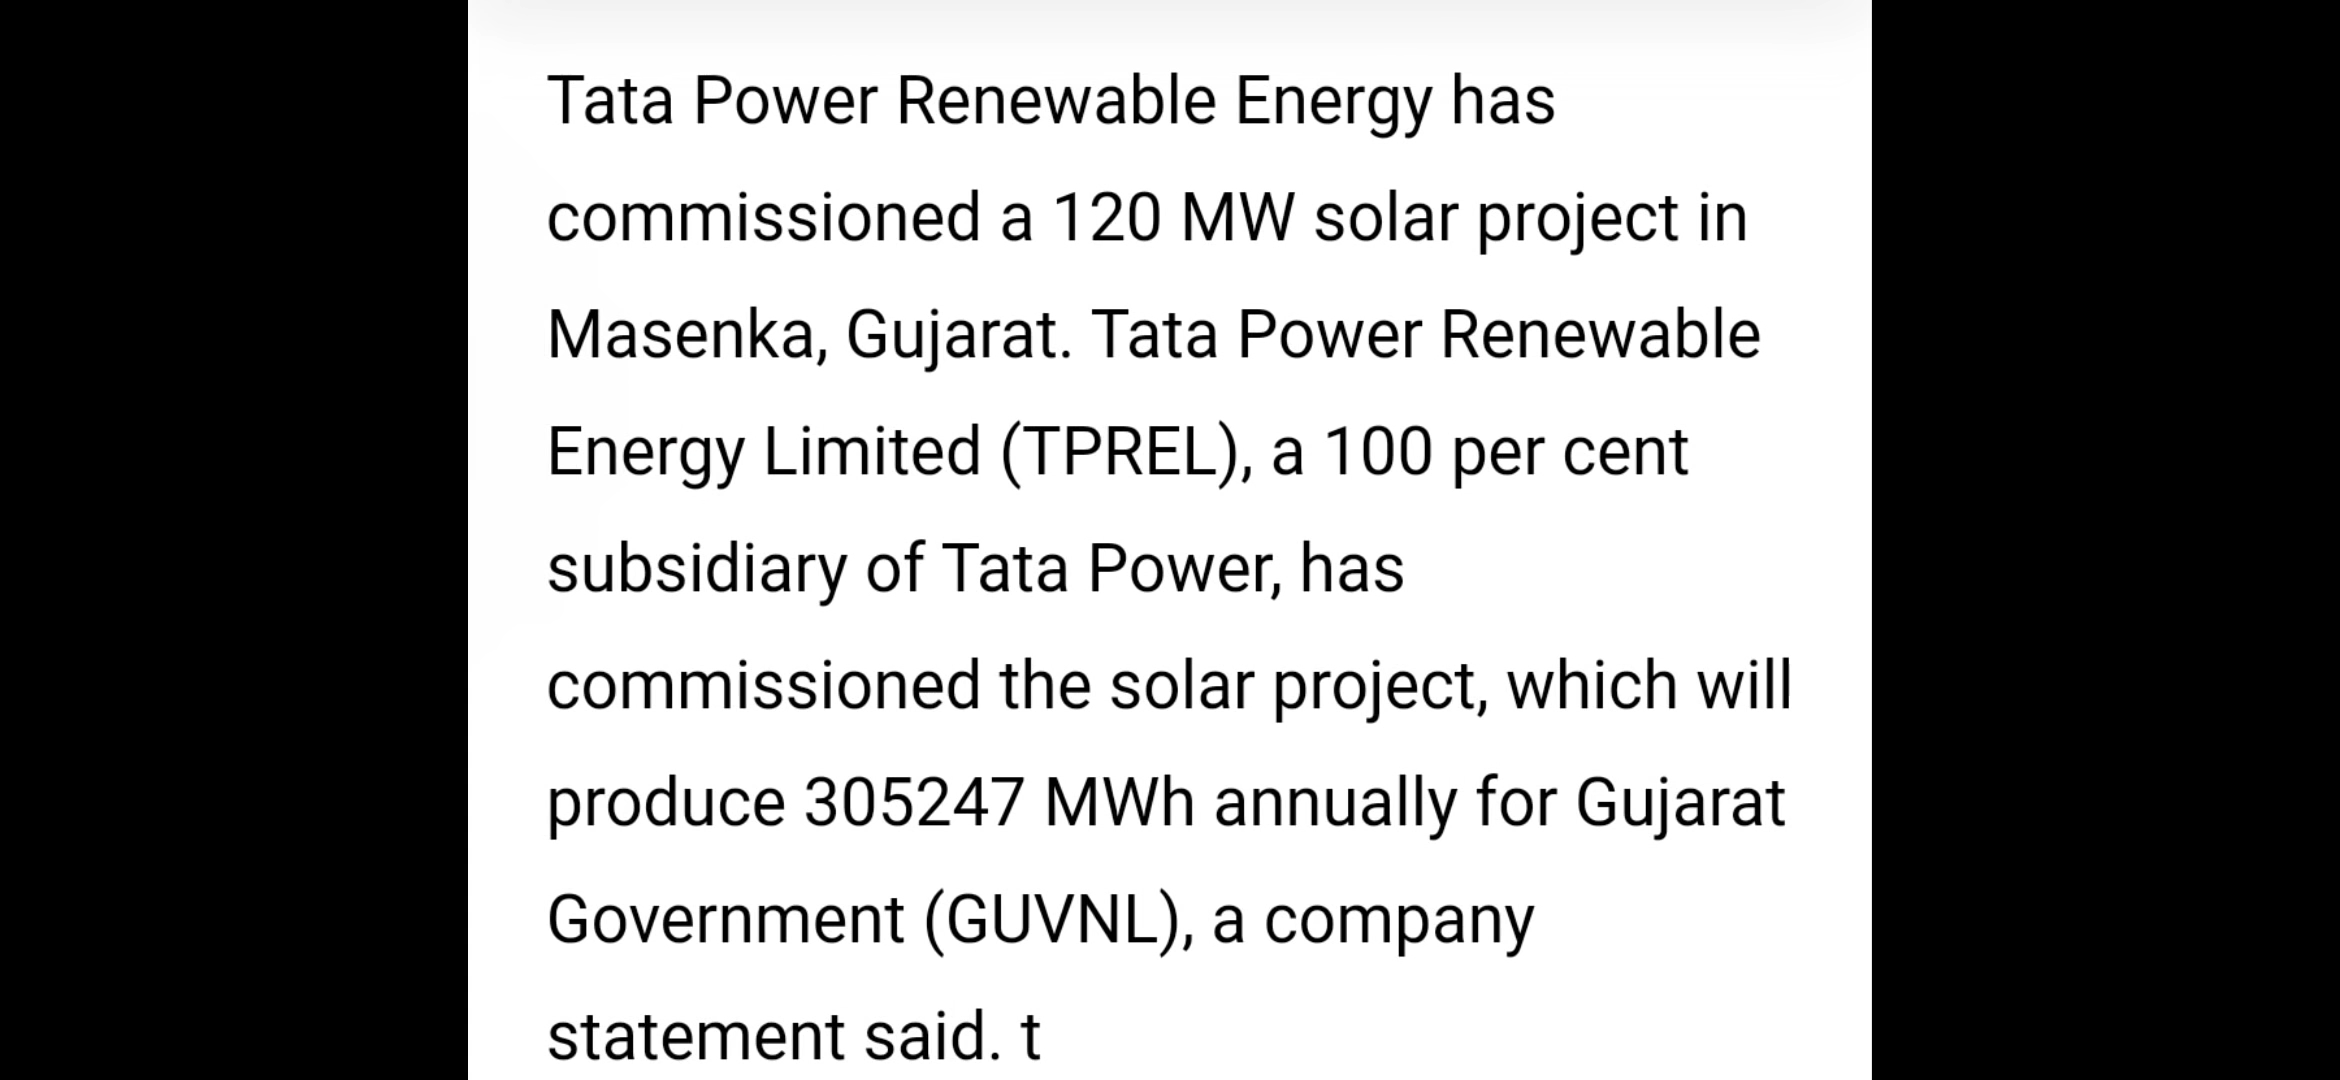 Tata Power Renewable Energy has
commissioned a 120 MW solar project in
Masenka, Gujarat. Tata Power Renewable
Energy Limited (TPREL), a 100 per cent
subsidiary of Tata Power, has
commissioned the solar project, which will
produce 305247 MWh annually for Gujarat
Government (GUVNL), a company
statement said. t